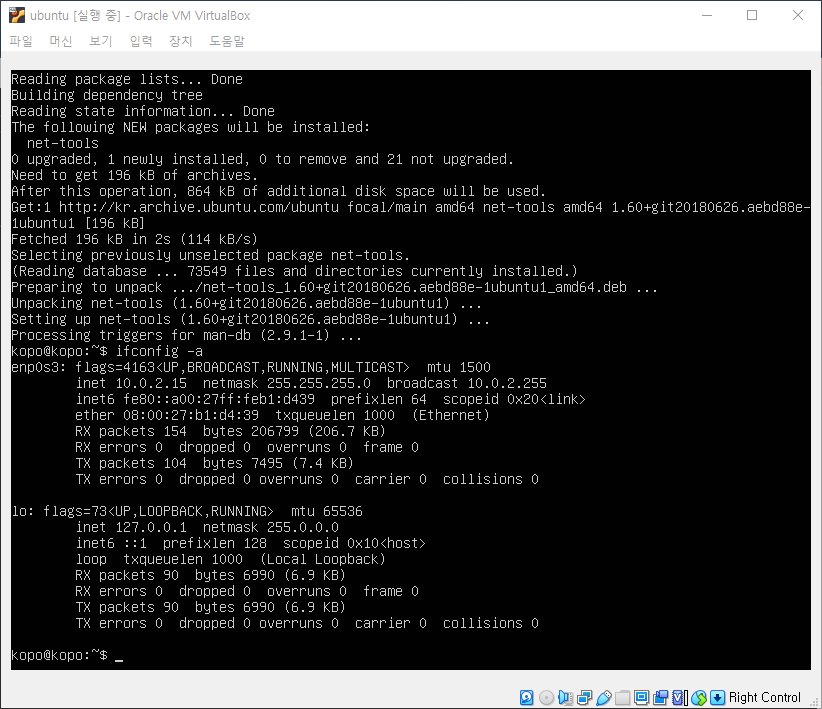 ubuntu [실행 중] - Oracle VM VirtualBox
파일 머신 보기 입력 장치 도움말
Reading package lists... Done
Building dependency tree
Reading state information... Done
The following NEW packages will be installed:
  net-tools
0 upgraded, 1 newly installed, 0 to remove and 21 not upgraded.
Need to get 196 kB of archives.
After this operation, 864 kB of additional disk space will be used.
Get:1 http://kr.archive.ubuntu.com/ubuntu focal/main amd64 net-tools amd64 1.60+git20180626.aebd88e-
1ubuntu1 [196 kB]
Fetched 196 kB in 2s (114 kB/s)
Selecting previously unselected package net-tools.
(Reading database ... 73549 files and directories currently installed.)
Preparing to unpack .../net-tools_1.60+git20180626.aebd88e-1ubuntu1_amd64.deb ...
Unpacking net-tools (1.60+git20180626.aebd88e-1ubuntu1) ...
Setting up net-tools (1.60+git20180626.aebd88e-1ubuntu1) ...
Processing triggers for man-db (2.9.1-1) ...
kopo@kopo:~$ ifconfig -a
enp0s3: flags=4163<UP,BROADCAST,RUNNING,MULTICAST>  mtu 1500
        inet 10.0.2.15  netmask 255.255.255.0  broadcast 10.0.2.255
        inet6 fe80::a00:27ff:feb1:d439  prefixlen 64  scopeid 0x20<link>
        ether 08:00:27:b1:d4:39  txqueuelen 1000  (Ethernet)
        RX packets 154  bytes 206799 (206.7 KB)
        RX errors 0  dropped 0  overruns 0  frame 0
        TX packets 104  bytes 7495 (7.4 KB)
        TX errors 0  dropped 0 overruns 0  carrier 0  collisions 0

lo: flags=73<UP,LOOPBACK,RUNNING>  mtu 65536
        inet 127.0.0.1  netmask 255.0.0.0
        inet6 ::1  prefixlen 128  scopeid 0x10<host>
        loop  txqueuelen 1000  (Local Loopback)
        RX packets 90  bytes 6990 (6.9 KB)
        RX errors 0  dropped 0  overruns 0  frame 0
        TX packets 90  bytes 6990 (6.9 KB)
        TX errors 0  dropped 0 overruns 0  carrier 0  collisions 0

kopo@kopo:~$ _
Right Control